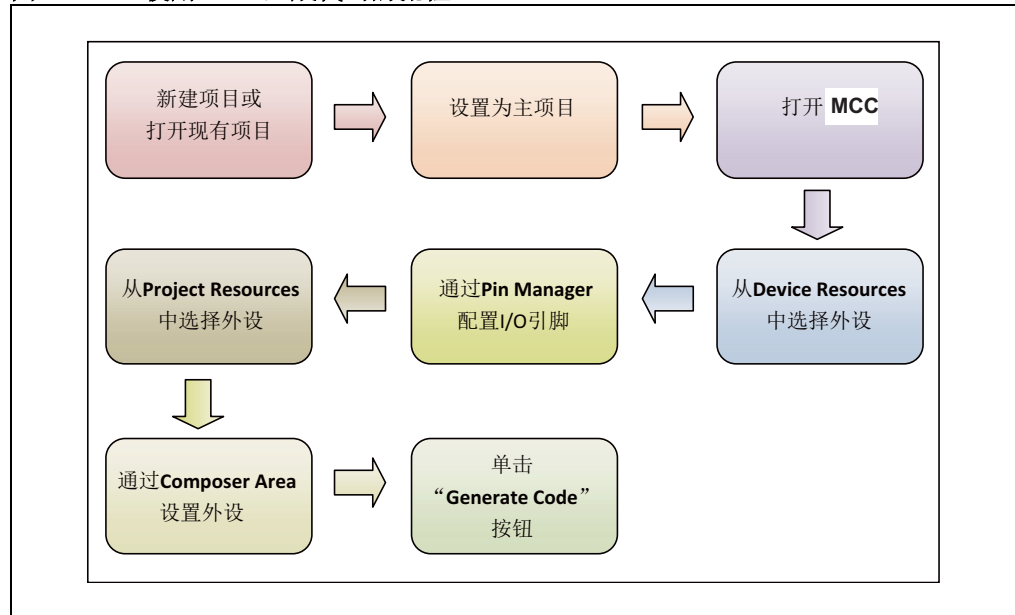 新建项目或
打开现有项目
设置为主项目
打开 MCC
从Device Resources
中选择外设
通过Pin Manager
配置I/O引脚
从Project Resources
中选择外设
通过Composer Area
设置外设
单击
“Generate Code”
按钮